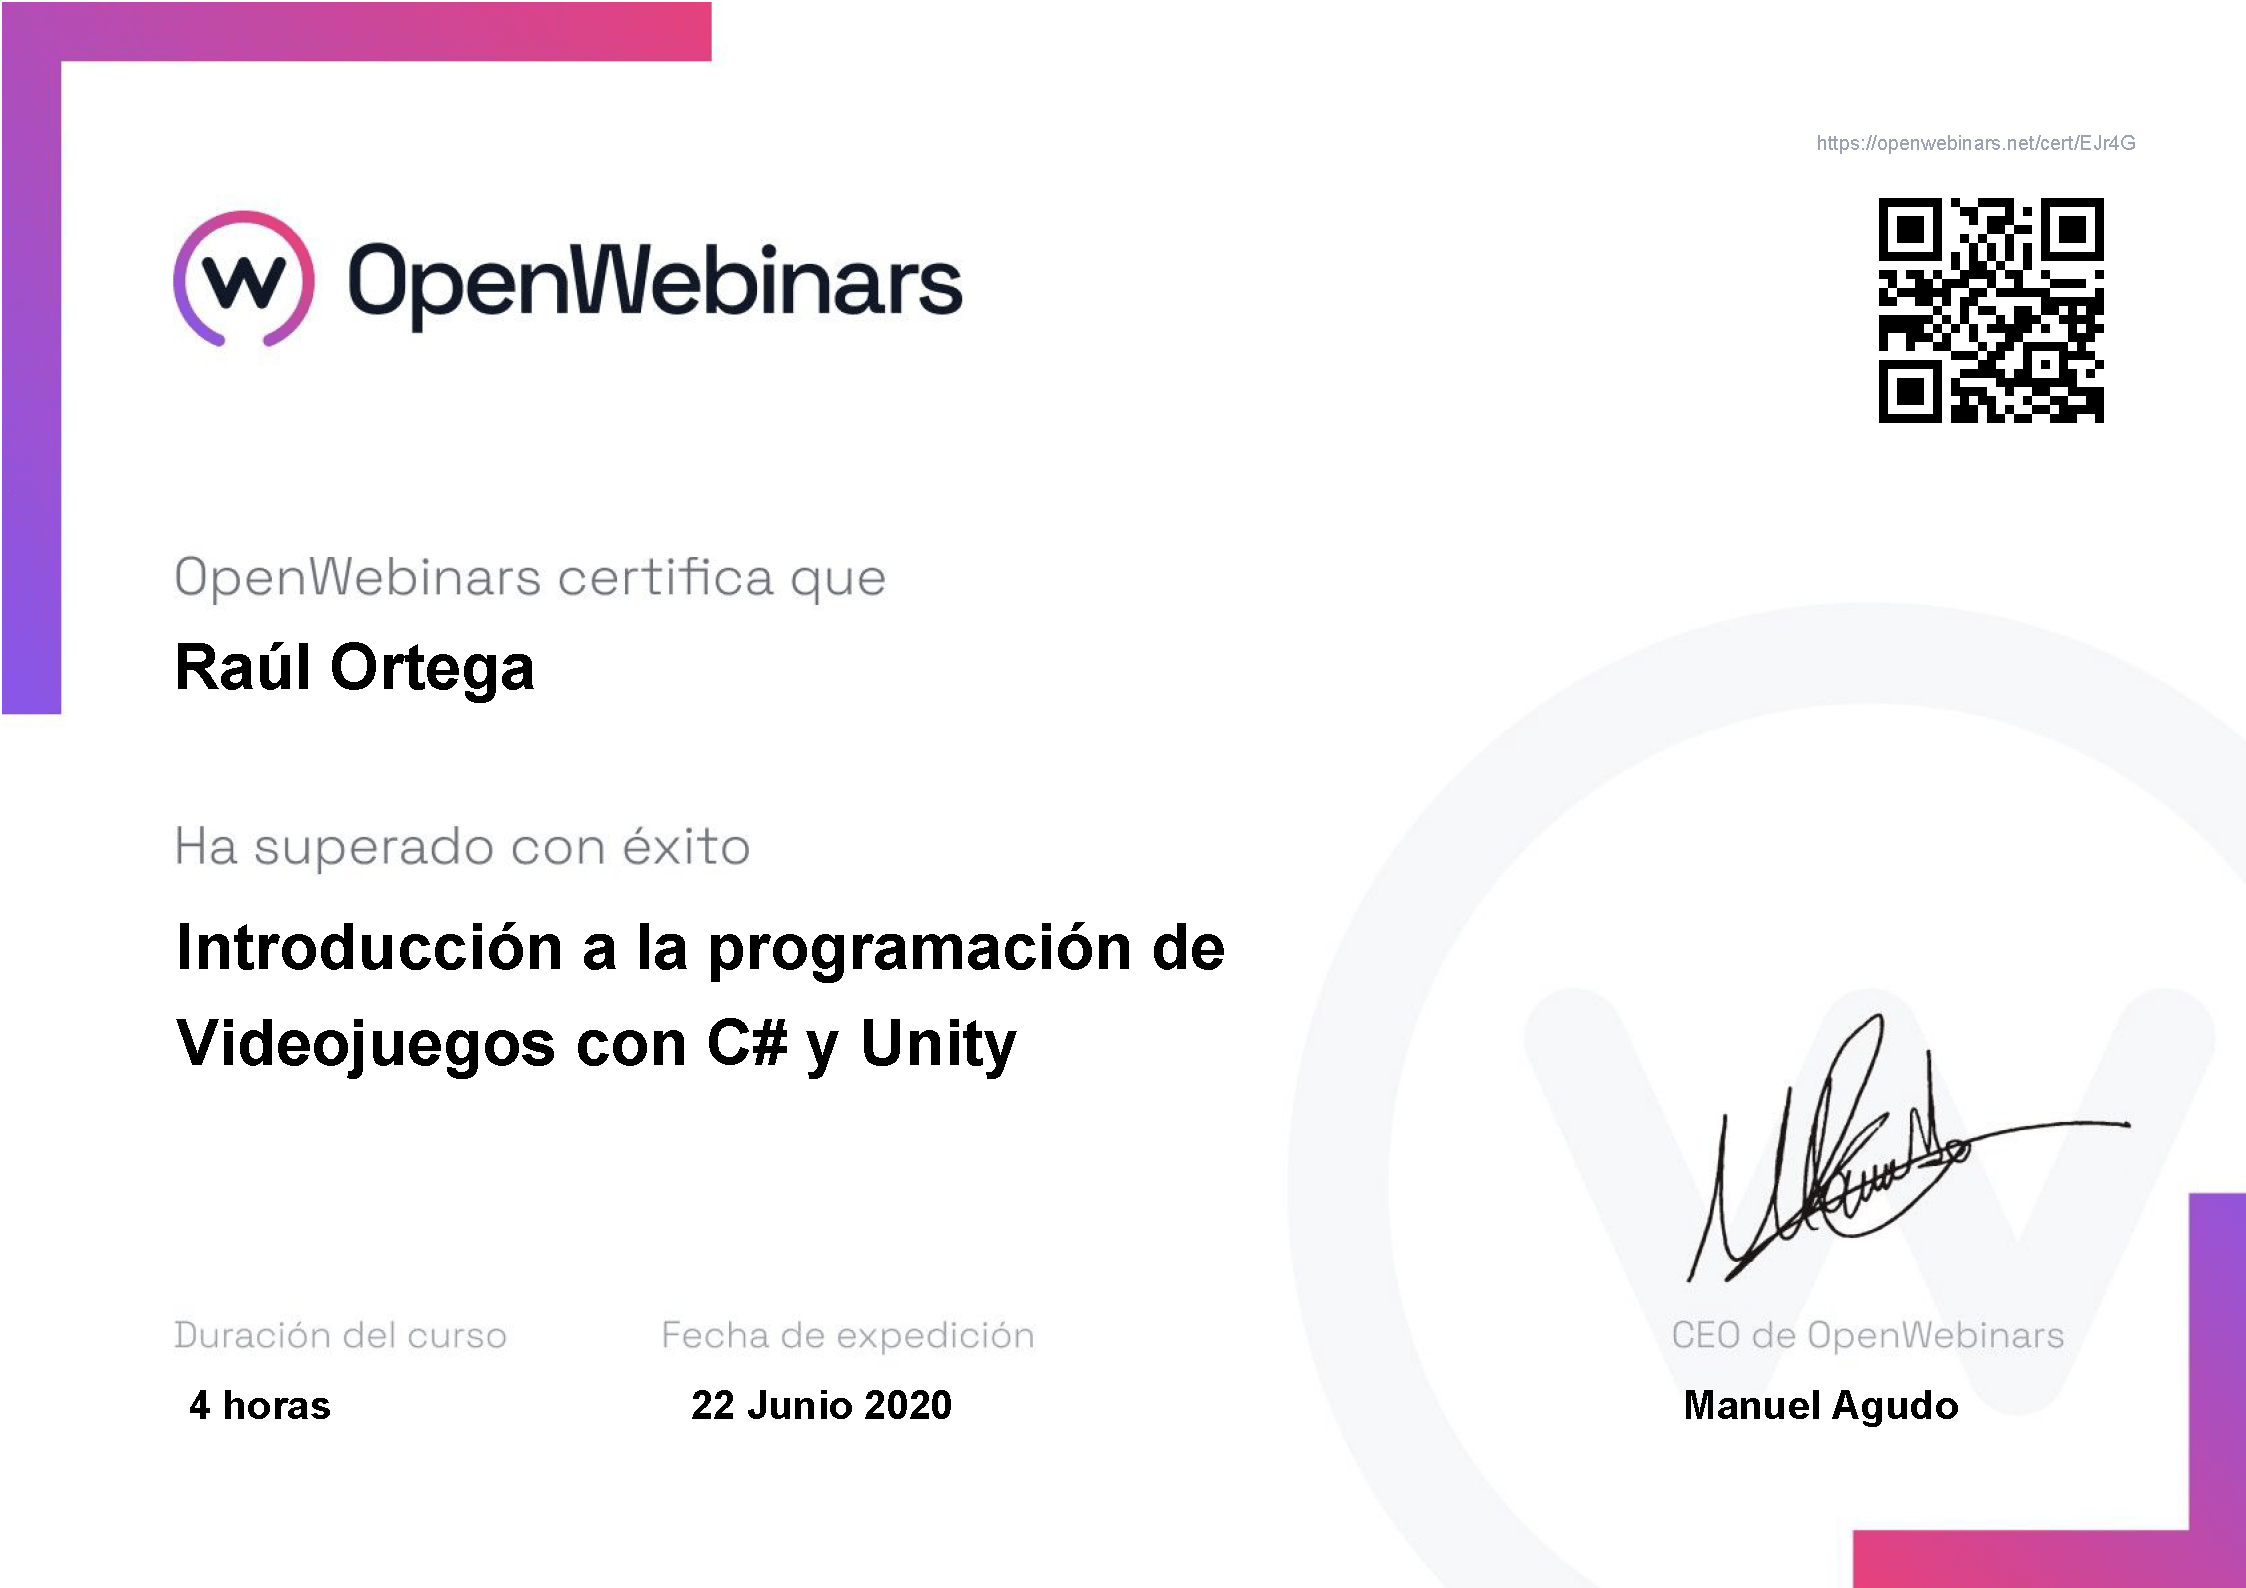 https://openwebinars.net/cert/EJr4G
OpenWebinars
OpenWebinars certifica que
Raúl Ortega
Ha superado con éxito
Introducción a la programación de
Videojuegos con C# y Unity
Duración del curso
Fecha de expedición
CEO de OpenWebinars
4 horas
22 Junio 2020
Manuel Agudo